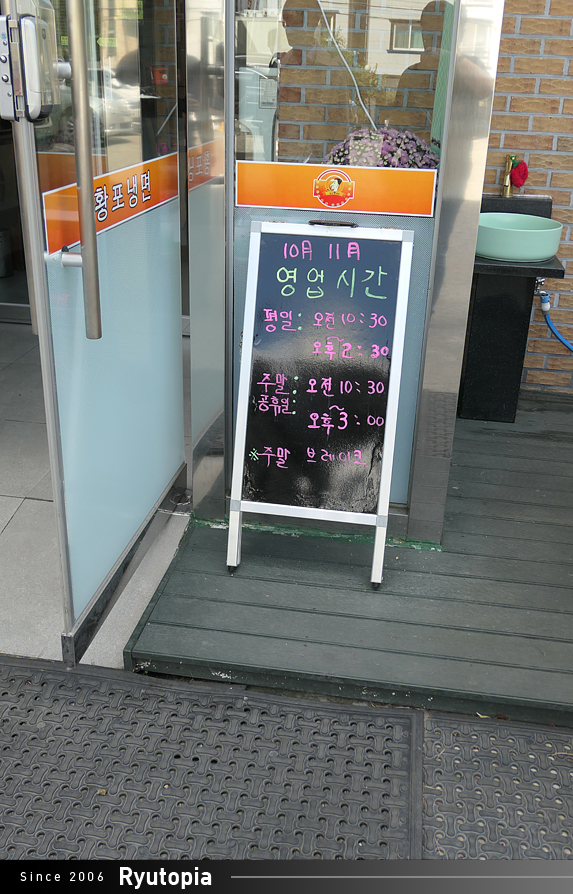 황포냉면
10月 11月
영업시간
평일: 오전 10:30
~
오후 2:30
주말: 오전 10:30
공휴일: ~
오후 3:00
※주말 브레이크
Since 2006 Ryutopia